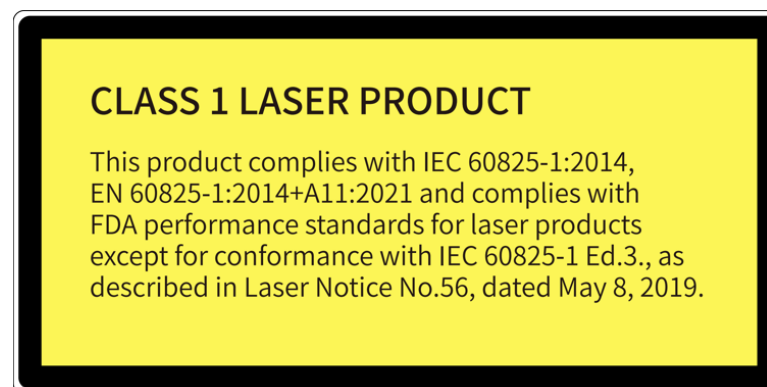 CLASS 1 LASER PRODUCT
This product complies with IEC 60825-1:2014,
EN 60825-1:2014+A11:2021 and complies with
FDA performance standards for laser products
except for conformance with IEC 60825-1 Ed.3., as
described in Laser Notice No.56, dated May 8, 2019.